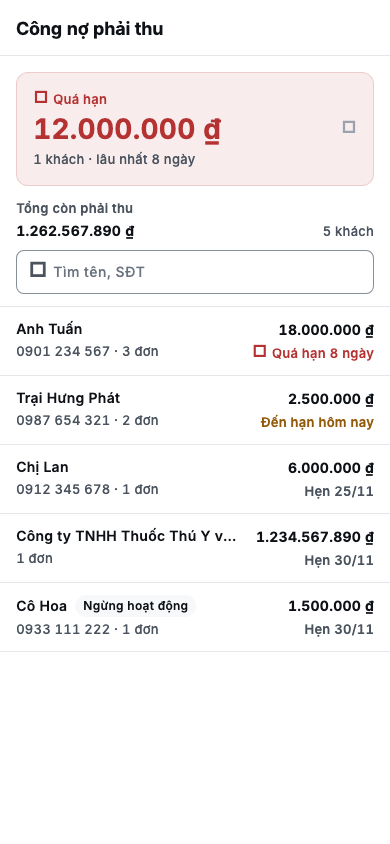 Công nợ phải thu
Quá hạn
12.000.000 ₫
1 khách · lâu nhất 8 ngày
Tổng còn phải thu
1.262.567.890 ₫ 5 khách
Tìm tên, SĐT
Anh Tuấn 18.000.000 ₫
0901 234 567 · 3 đơn Quá hạn 8 ngày
Trại Hưng Phát 2.500.000 ₫
0987 654 321 · 2 đơn Đến hạn hôm nay
Chị Lan 6.000.000 ₫
0912 345 678 · 1 đơn Hẹn 25/11
Công ty TNHH Thuốc Thú Y v... 1.234.567.890 ₫
1 đơn Hẹn 30/11
Cô Hoa Ngừng hoạt động 1.500.000 ₫
0933 111 222 · 1 đơn Hẹn 30/11